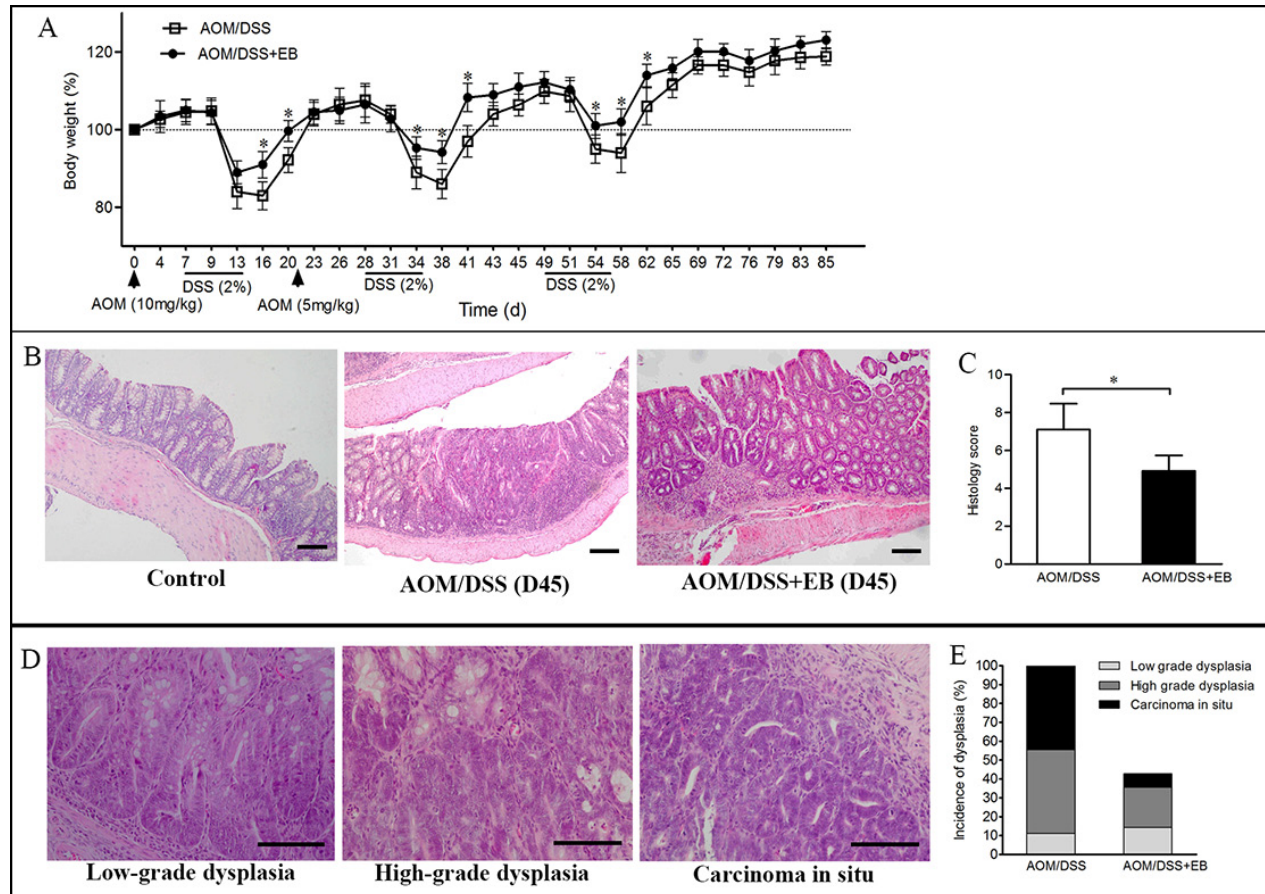 A
AOM/DSS
AOM/DSS+EB
Body weight (%)
120
100
80
* * * * * * * *
0 4 7 9 13 16 20 23 26 28 31 34 38 41 43 45 49 51 54 58 62 65 69 72 76 79 83 85
DSS (2%) DSS (2%) DSS (2%)
AOM (10mg/kg) AOM (5mg/kg) Time (d)
B
Control
AOM/DSS (D45)
AOM/DSS+EB (D45)
C
Histology score
10
8
6
4
2
0
*
AOM/DSS AOM/DSS+EB
D
Low-grade dysplasia
High-grade dysplasia
Carcinoma in situ
E
Incidence of dysplasia (%)
100
90
80
70
60
50
40
30
20
10
0
Low grade dysplasia
High grade dysplasia
Carcinoma in situ
AOM/DSS AOM/DSS+EB